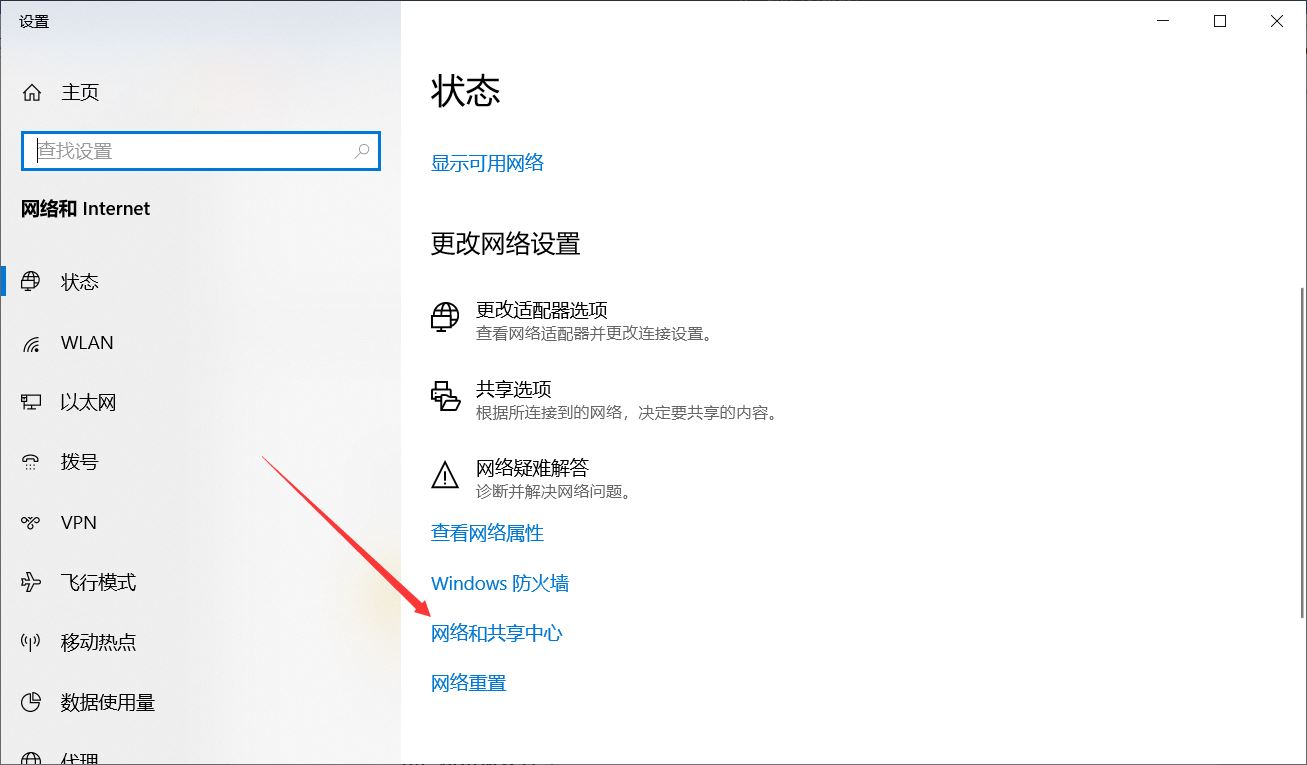 设置
主页
查找设置
网络和 Internet
状态
WLAN
以太网
拨号
VPN
飞行模式
移动热点
数据使用量
代理
状态
显示可用网络
更改网络设置
更改适配器选项
查看网络适配器并更改连接设置。
共享选项
根据所连接到的网络，决定要共享的内容。
网络疑难解答
诊断并解决网络问题。
查看网络属性
Windows 防火墙
网络和共享中心
网络重置